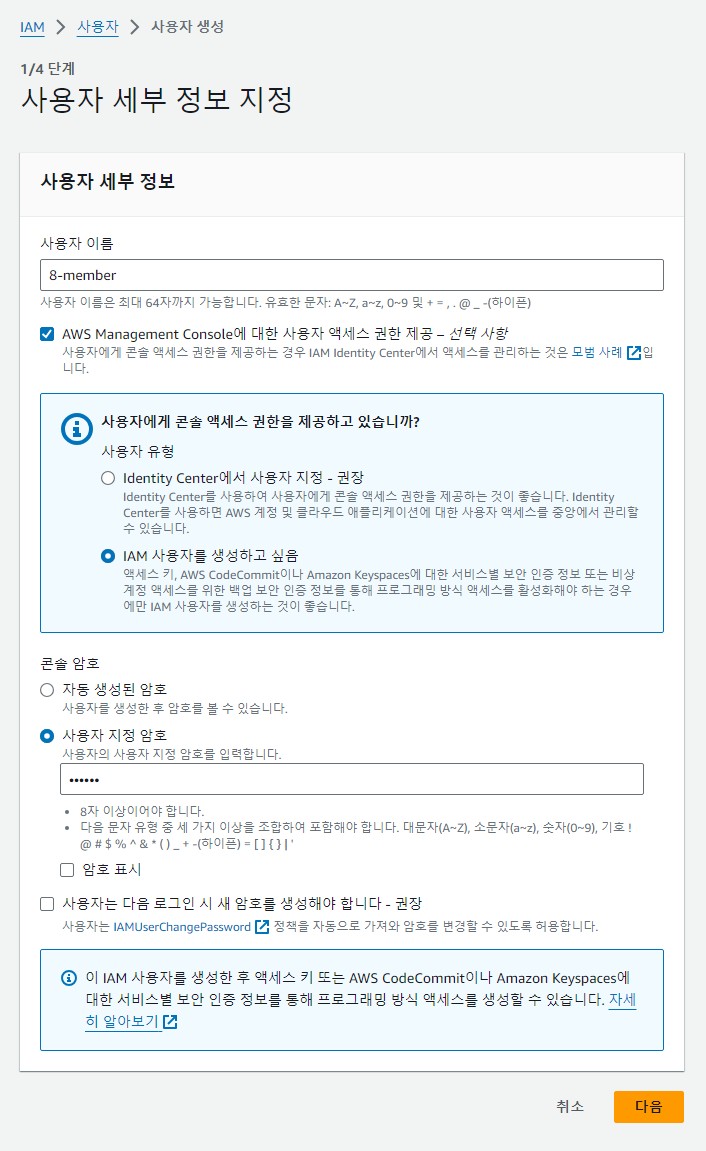 IAM > 사용자 > 사용자 생성
1/4 단계
사용자 세부 정보 지정
사용자 세부 정보
사용자 이름
8-member
사용자 이름은 최대 64자까지 가능합니다. 유효한 문자: A~Z, a~z, 0~9 및 + = , . @ _ -(하이픈)
AWS Management Console에 대한 사용자 액세스 권한 제공 – 선택 사항
사용자에게 콘솔 액세스 권한을 제공하는 경우 IAM Identity Center에서 액세스를 관리하는 것은 모범 사례 입
니다.
사용자에게 콘솔 액세스 권한을 제공하고 있습니까?
사용자 유형
Identity Center에서 사용자 지정 - 권장
Identity Center를 사용하여 사용자에게 콘솔 액세스 권한을 제공하는 것이 좋습니다. Identity
Center를 사용하면 AWS 계정 및 클라우드 애플리케이션에 대한 사용자 액세스를 중앙에서 관리할
수 있습니다.
IAM 사용자를 생성하고 싶음
액세스 키, AWS CodeCommit이나 Amazon Keyspaces에 대한 서비스별 보안 인증 정보 또는 비상
계정 액세스를 위한 백업 보안 인증 정보를 통해 프로그래밍 방식 액세스를 활성화해야 하는 경우
에만 IAM 사용자를 생성하는 것이 좋습니다.
콘솔 암호
자동 생성된 암호
사용자를 생성한 후 암호를 볼 수 있습니다.
사용자 지정 암호
사용자의 사용자 지정 암호를 입력합니다.
••••••
• 8자 이상이어야 합니다.
• 다음 문자 유형 중 세 가지 이상을 조합하여 포함해야 합니다. 대문자(A~Z), 소문자(a~z), 숫자(0~9), 기호 !
@ # $ % ^ & * ( ) _ + -(하이픈) = [ ] { } | '
암호 표시
사용자는 다음 로그인 시 새 암호를 생성해야 합니다 - 권장
사용자는 IAMUserChangePassword 정책을 자동으로 가져와 암호를 변경할 수 있도록 허용합니다.
이 IAM 사용자를 생성한 후 액세스 키 또는 AWS CodeCommit이나 Amazon Keyspaces에
대한 서비스별 보안 인증 정보를 통해 프로그래밍 방식 액세스를 생성할 수 있습니다. 자세
히 알아보기
취소
다음